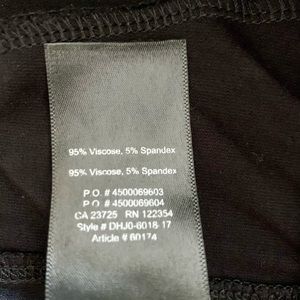 95% Viscose, 5% Spandex
95% Viscose, 5% Spandex
P.O. # 4500069603
P.O. # 4500069604
CA 23725 RN 122354
Style # DHJ0-6018-17
Article # 60174